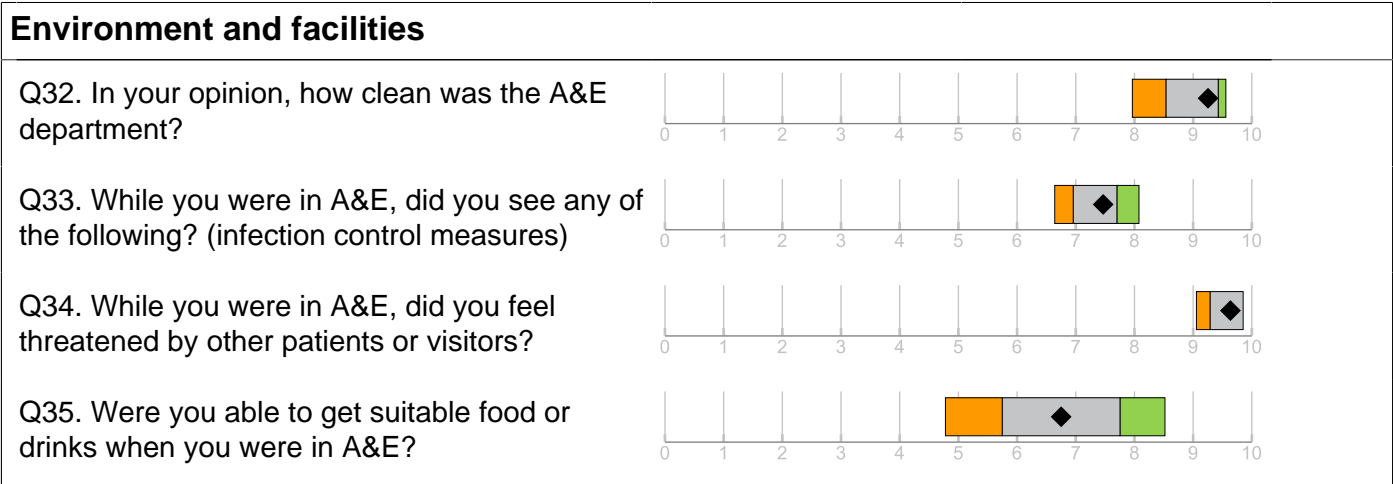 Environment and facilities
Q32. In your opinion, how clean was the A&E
department?
0 1 2 3 4 5 6 7 8 9 10
Q33. While you were in A&E, did you see any of
the following? (infection control measures)
0 1 2 3 4 5 6 7 8 9 10
Q34. While you were in A&E, did you feel
threatened by other patients or visitors?
0 1 2 3 4 5 6 7 8 9 10
Q35. Were you able to get suitable food or
drinks when you were in A&E?
0 1 2 3 4 5 6 7 8 9 10